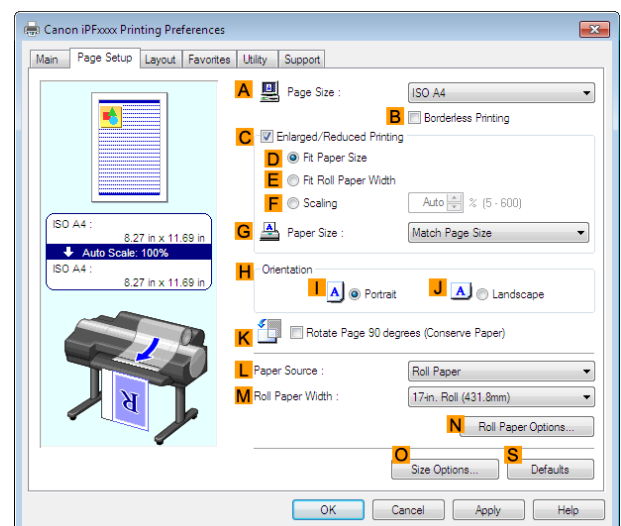 Canon iPFxxxx Printing Preferences
Main Page Setup Layout Favorites Utility Support
A Page Size : ISO A4
B Borderless Printing
C Enlarged/Reduced Printing
D Fit Paper Size
E Fit Roll Paper Width
F Scaling Auto % (5 - 600)
ISO A4 :
8.27 in x 11.69 in
Auto Scale: 100%
ISO A4 :
8.27 in x 11.69 in
G Paper Size : Match Page Size
H Orientation
I A Portrait J A Landscape
K Rotate Page 90 degrees (Conserve Paper)
R
L Paper Source : Roll Paper
M Roll Paper Width : 17-in. Roll (431.8mm)
N Roll Paper Options...
O Size Options... S Defaults
OK Cancel Apply Help